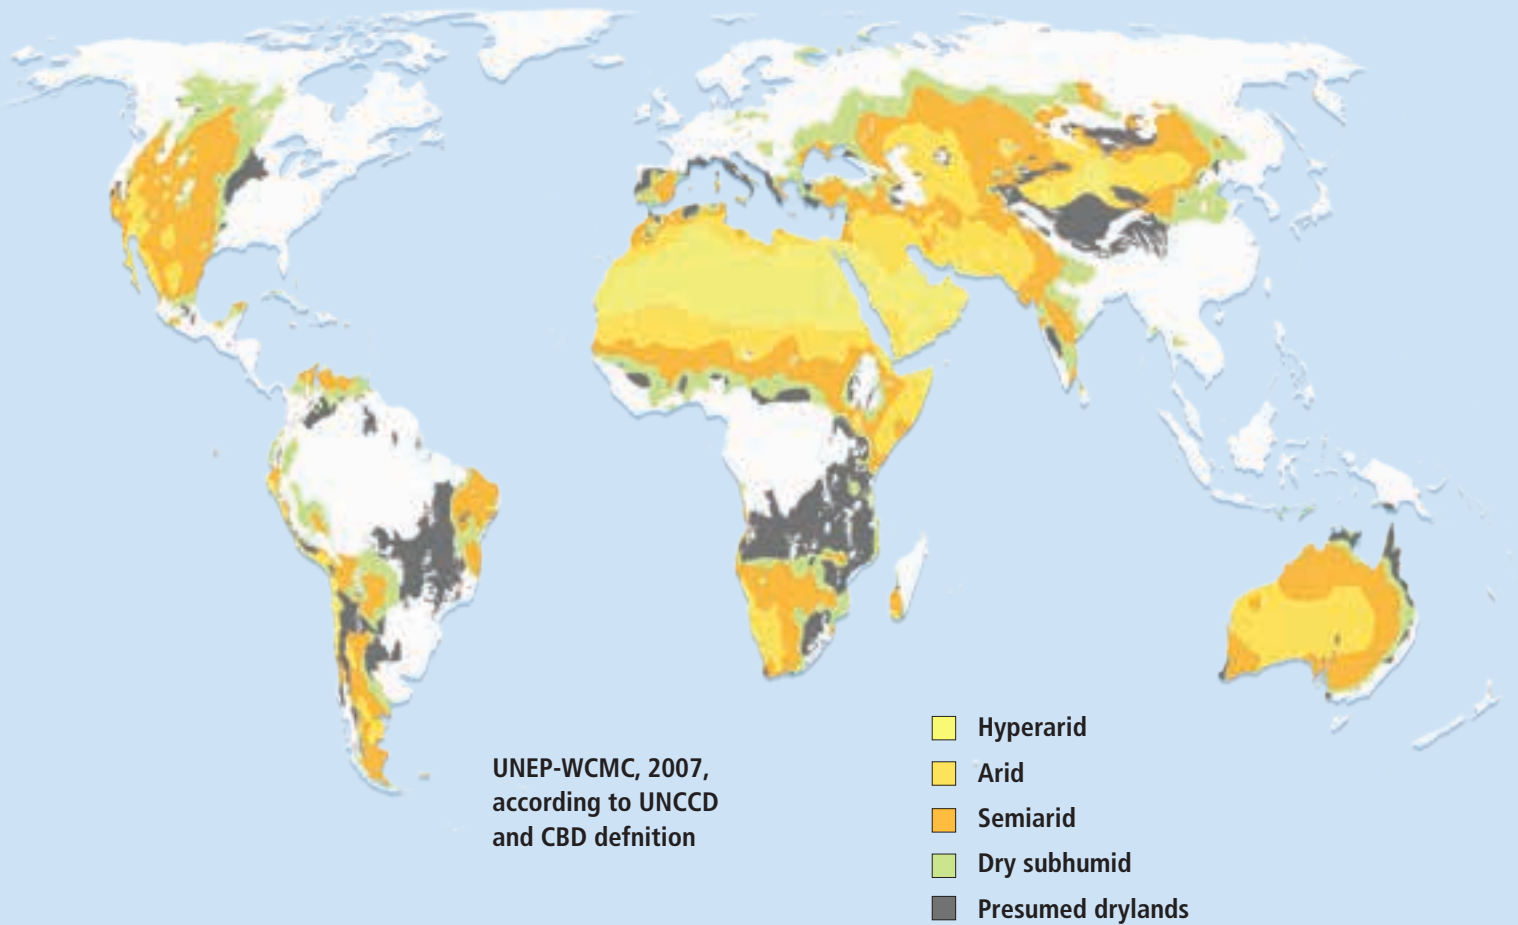 UNEP-WCMC, 2007,
according to UNCCD
and CBD defnition
Hyperarid
Arid
Semiarid
Dry subhumid
Presumed drylands